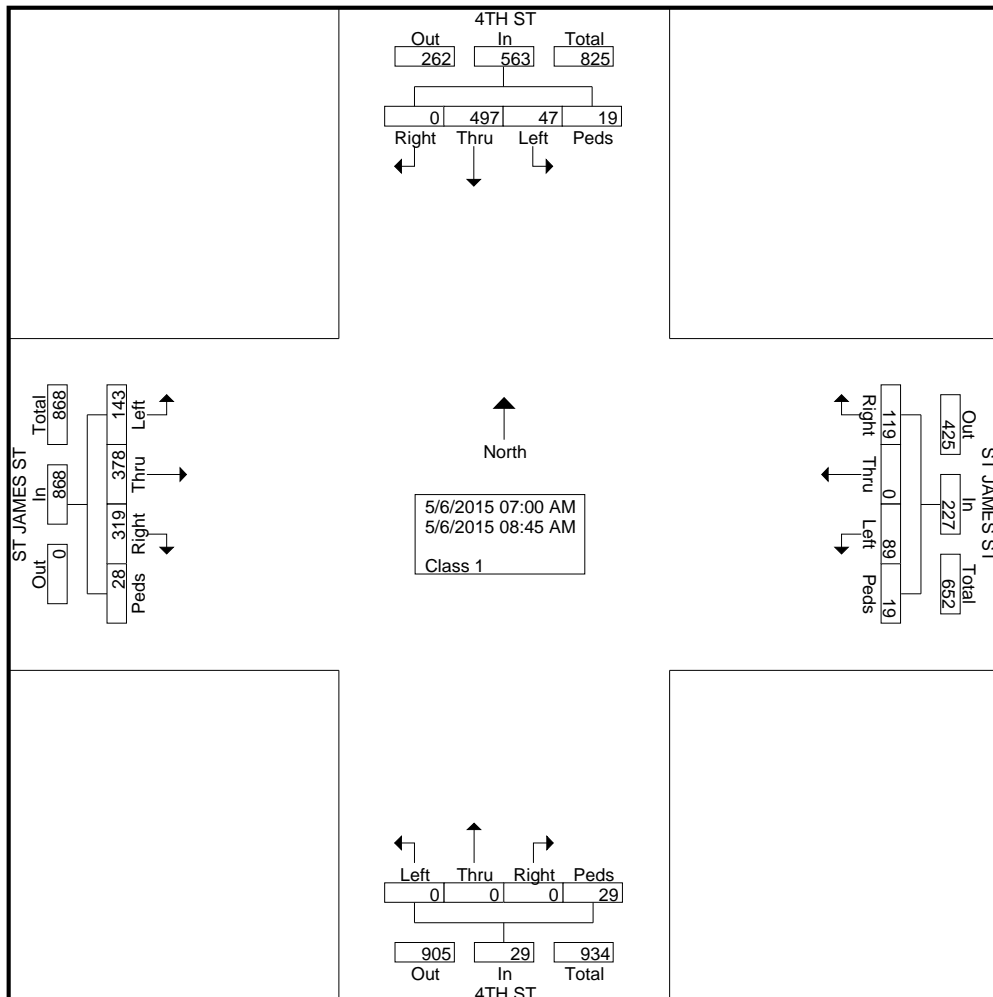 4TH ST
Out In Total
262 563 825
0 497 47 19
Right Thru Left Peds
ST JAMES ST
Total In Out
868 868 0
143 378 319 28
Left Thru Right Peds
North
5/6/2015 07:00 AM
5/6/2015 08:45 AM
Class 1
Right Thru Left Peds
119 0 89 19
Out In Total
425 227 652
ST JAMES ST
Left Thru Right Peds
0 0 0 29
905 29 934
Out In Total
4TH ST